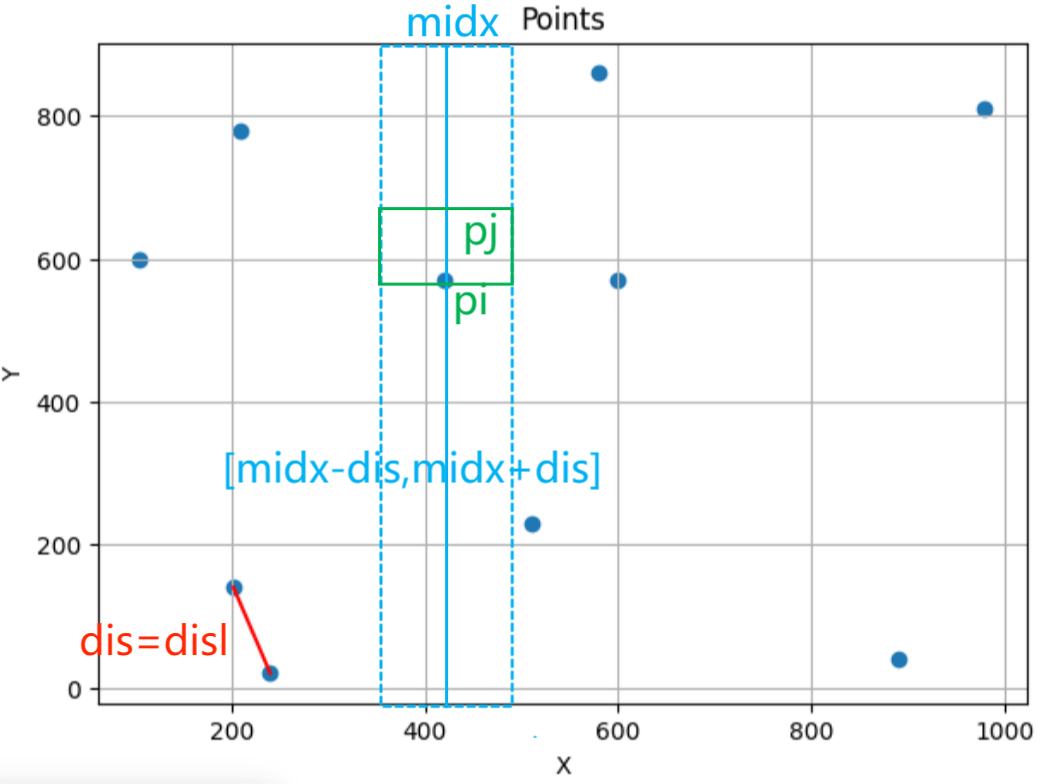 midx Points
800
pj
600
pi
Y
400
[midx-dis,midx+dis]
200
dis=disl
0
200 400 600 800 1000
X